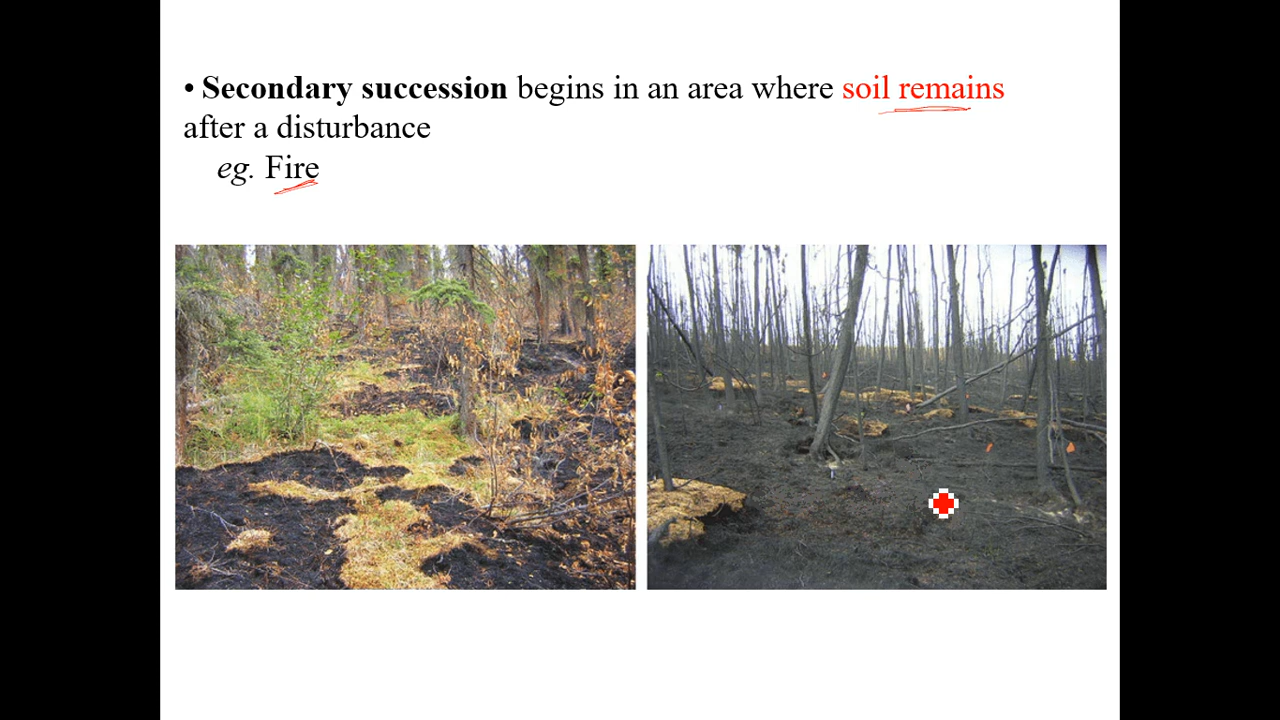 • Secondary succession begins in an area where soil remains
after a disturbance
eg. Fire